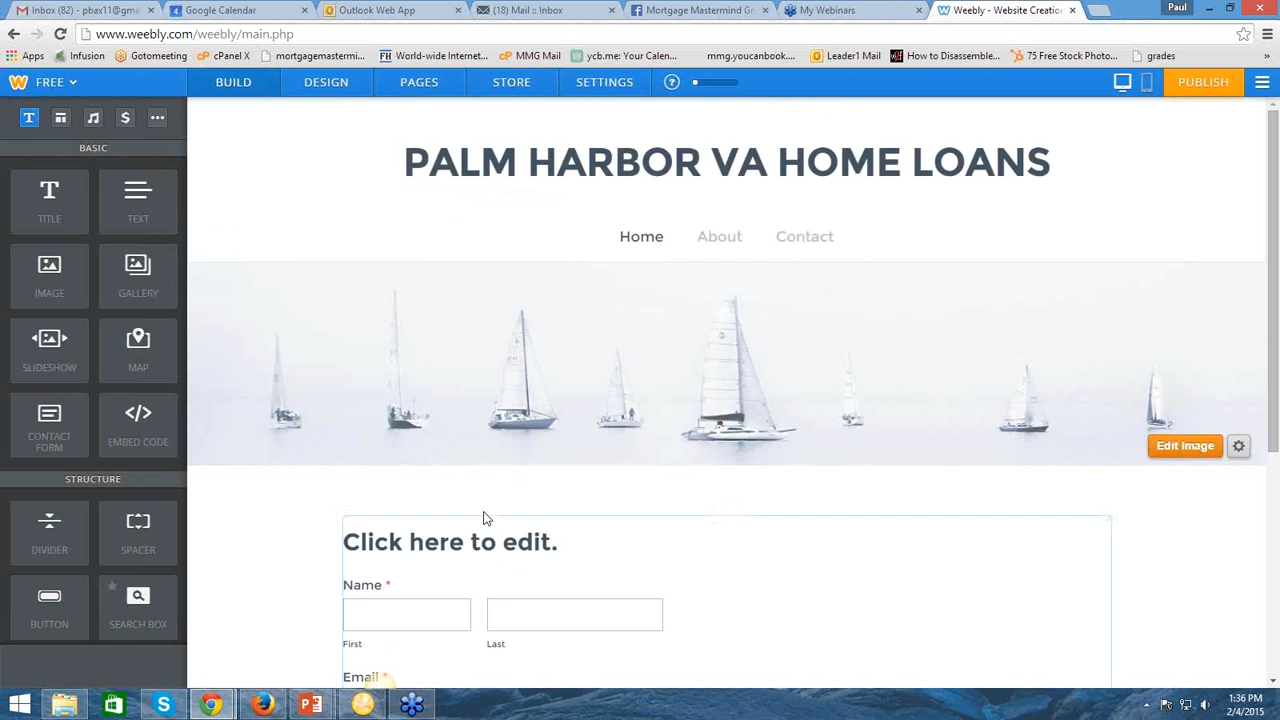 Inbox (82) - pbax11@gmai
Google Calendar
Outlook Web App
(18) Mail :: Inbox
Mortgage Mastermind Gr
My Webinars
Weebly - Website Creatio
Paul
www.weebly.com/weebly/main.php
Apps
Infusion
Gotomeeting
cPanel X
mortgagestermi...
World-wide Internet...
MMG Mail
ycb.me: Your Calen...
mmg.youcanbook....
Leader1 Mail
How to Disassemble...
75 Free Stock Photo...
grades
FREE
BUILD
DESIGN
PAGES
STORE
SETTINGS
PUBLISH
BASIC
TITLE
TEXT
IMAGE
GALLERY
SLIDESHOW
MAP
CONTACT
FORM
EMBED CODE
STRUCTURE
DIVIDER
SPACER
BUTTON
SEARCH BOX
PALM HARBOR VA HOME LOANS
Home
About
Contact
Edit Image
Click here to edit.
Name *
First
Last
Email *
1:36 PM
2/4/2015